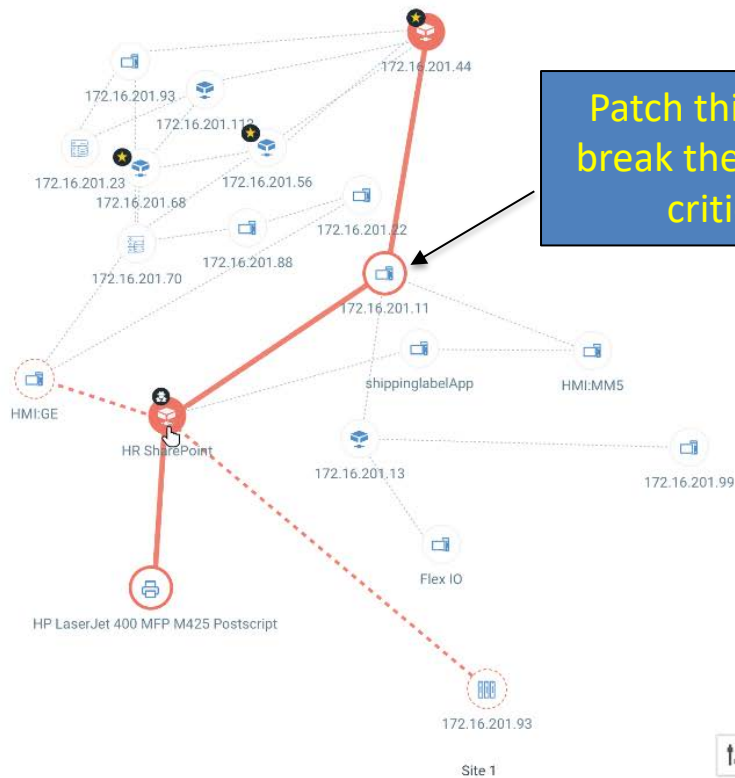 172.16.201.44
172.16.201.93
172.16.201.112
172.16.201.23
172.16.201.56
172.16.201.68
172.16.201.22
172.16.201.88
172.16.201.70
Patch thi
break the
criti
172.16.201.11
shippinglabelApp
HMI:MM5
HMI:GE
HR SharePoint
172.16.201.13
172.16.201.99
Flex IO
HP LaserJet 400 MFP M425 Postscript
172.16.201.93
Site 1